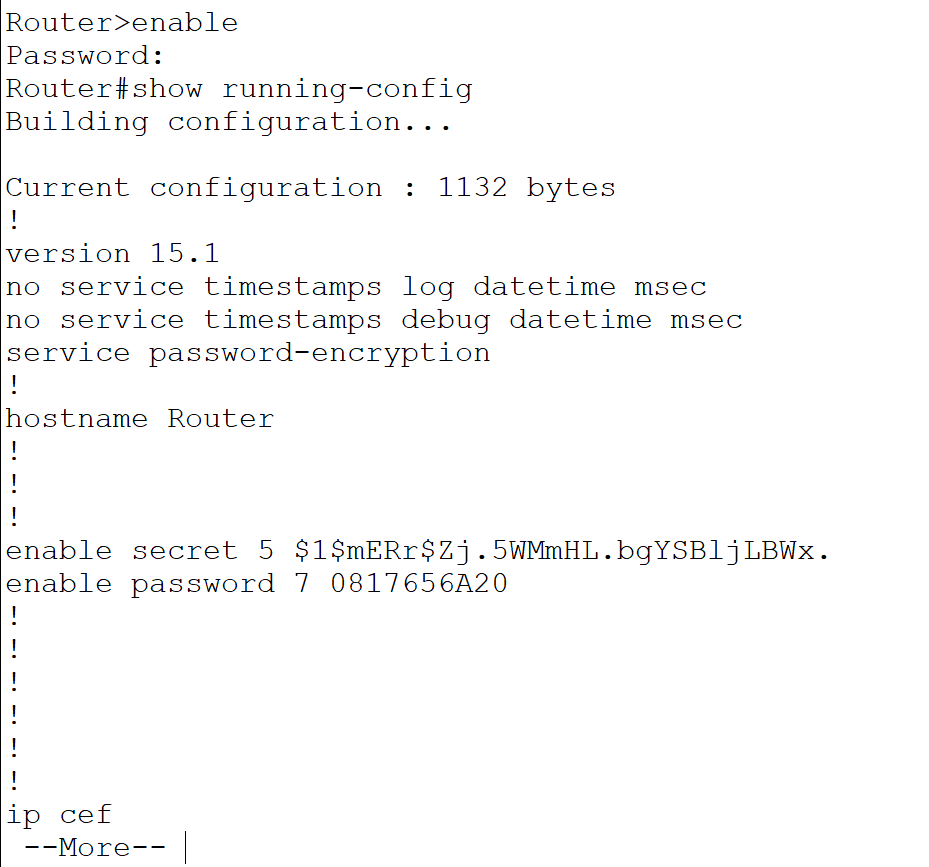 Router>enable
Password:
Router#show running-config
Building configuration...
Current configuration : 1132 bytes
!
version 15.1
no service timestamps log datetime msec
no service timestamps debug datetime msec
service password-encryption
!
hostname Router
!
!
!
enable secret 5 $1$mERr$Zj.5WMmHL.bgYSBljLBWx.
enable password 7 0817656A20
!
!
!
!
!
!
ip cef
--More--